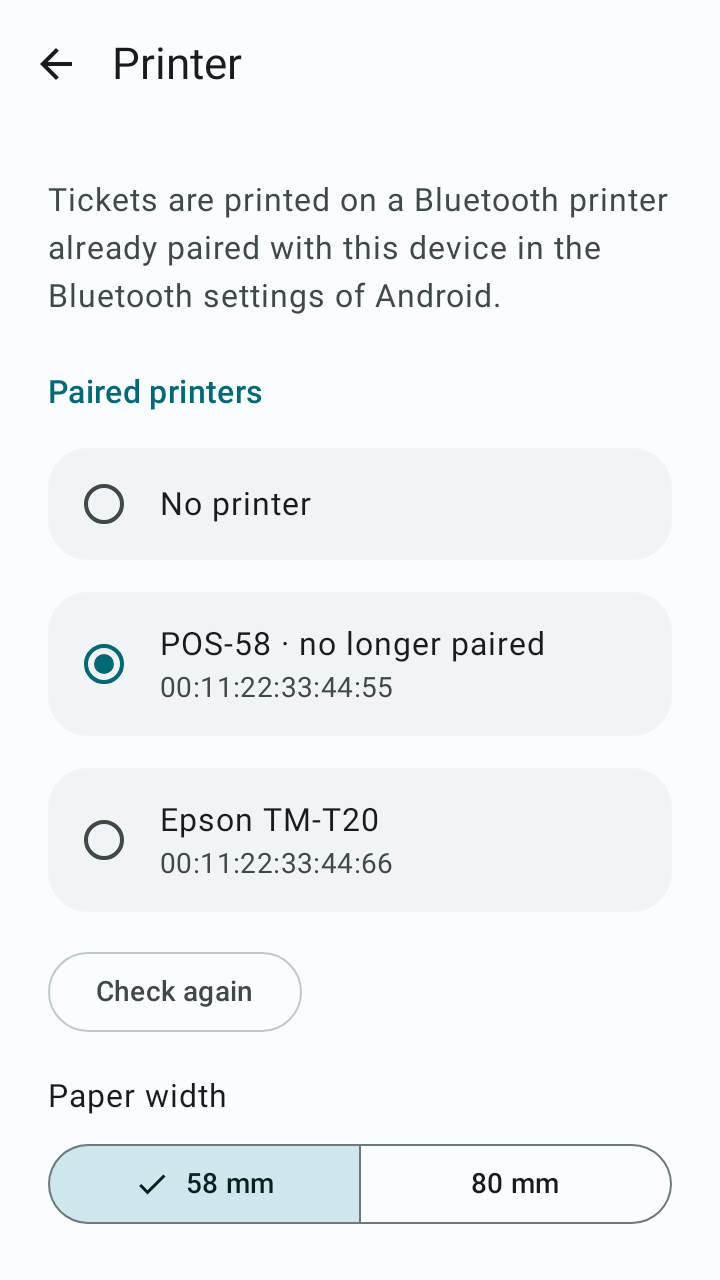 Printer
Tickets are printed on a Bluetooth printer
already paired with this device in the
Bluetooth settings of Android.
Paired printers
No printer
POS-58 · no longer paired
00:11:22:33:44:55
Epson TM-T20
00:11:22:33:44:66
Check again
Paper width
58 mm
80 mm